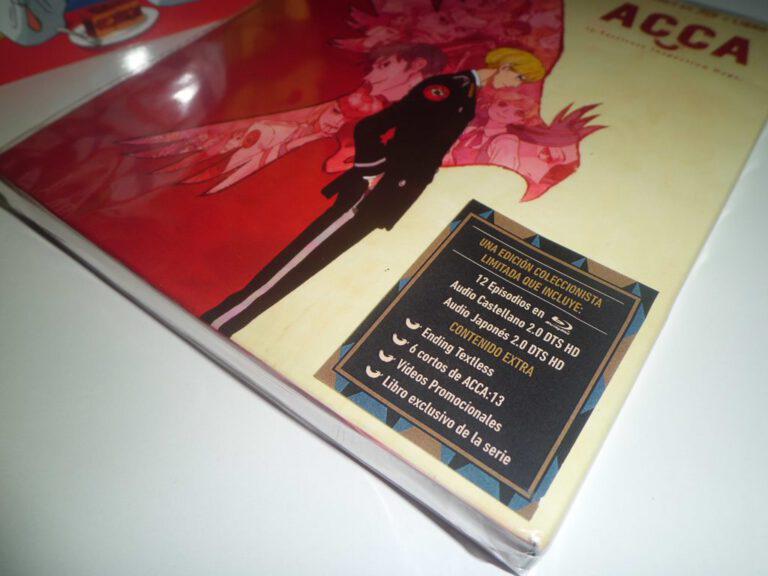 ACCA
UNA EDICIÓN COLECCIONISTA
LIMITADA QUE INCLUYE:
12 Episodios en Blu-ray
Audio Castellano 2.0 DTS HD
Audio Japonés 2.0 DTS HD
CONTENIDO EXTRA
Ending Textless
6 cortos de ACCA:13
Vídeos Promocionales
Libro exclusivo de la serie